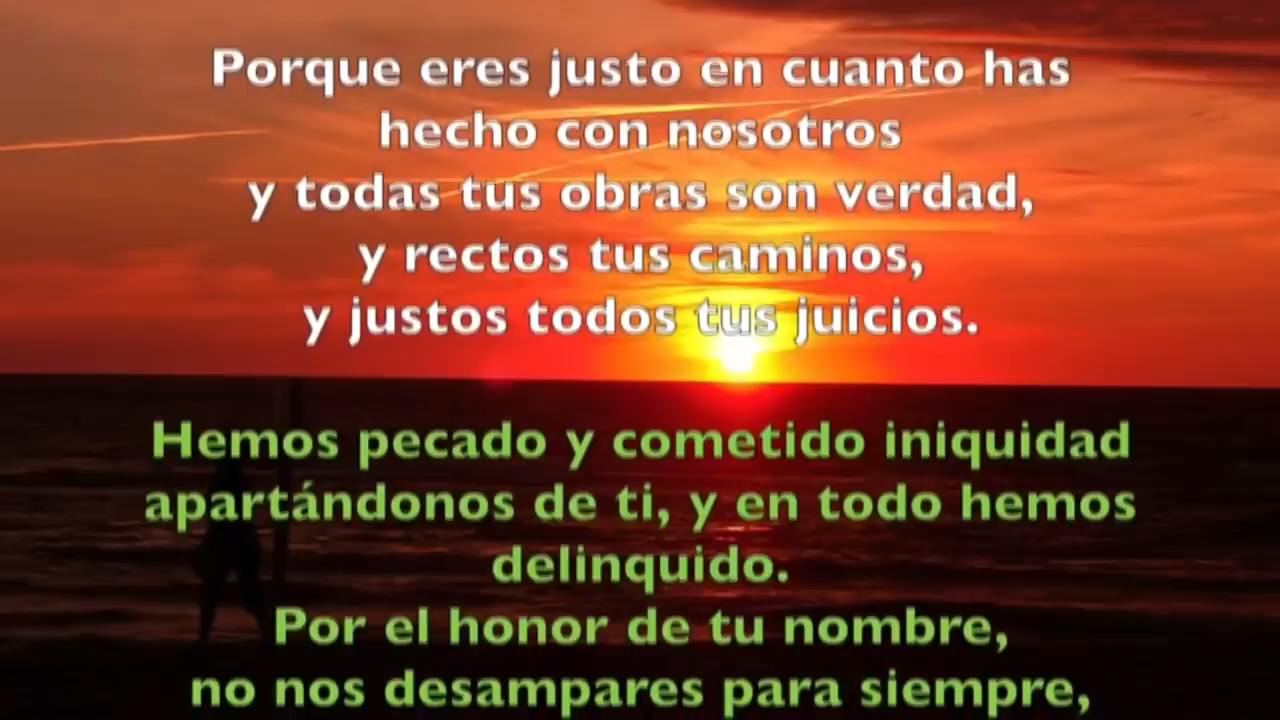 Porque eres justo en cuanto has
hecho con nosotros
y todas tus obras son verdad,
y rectos tus caminos,
y justos todos tus juicios.
Hemos pecado y cometido iniquidad
apartándonos de ti, y en todo hemos
delinquido.
Por el honor de tu nombre,
no nos desampares para siempre,